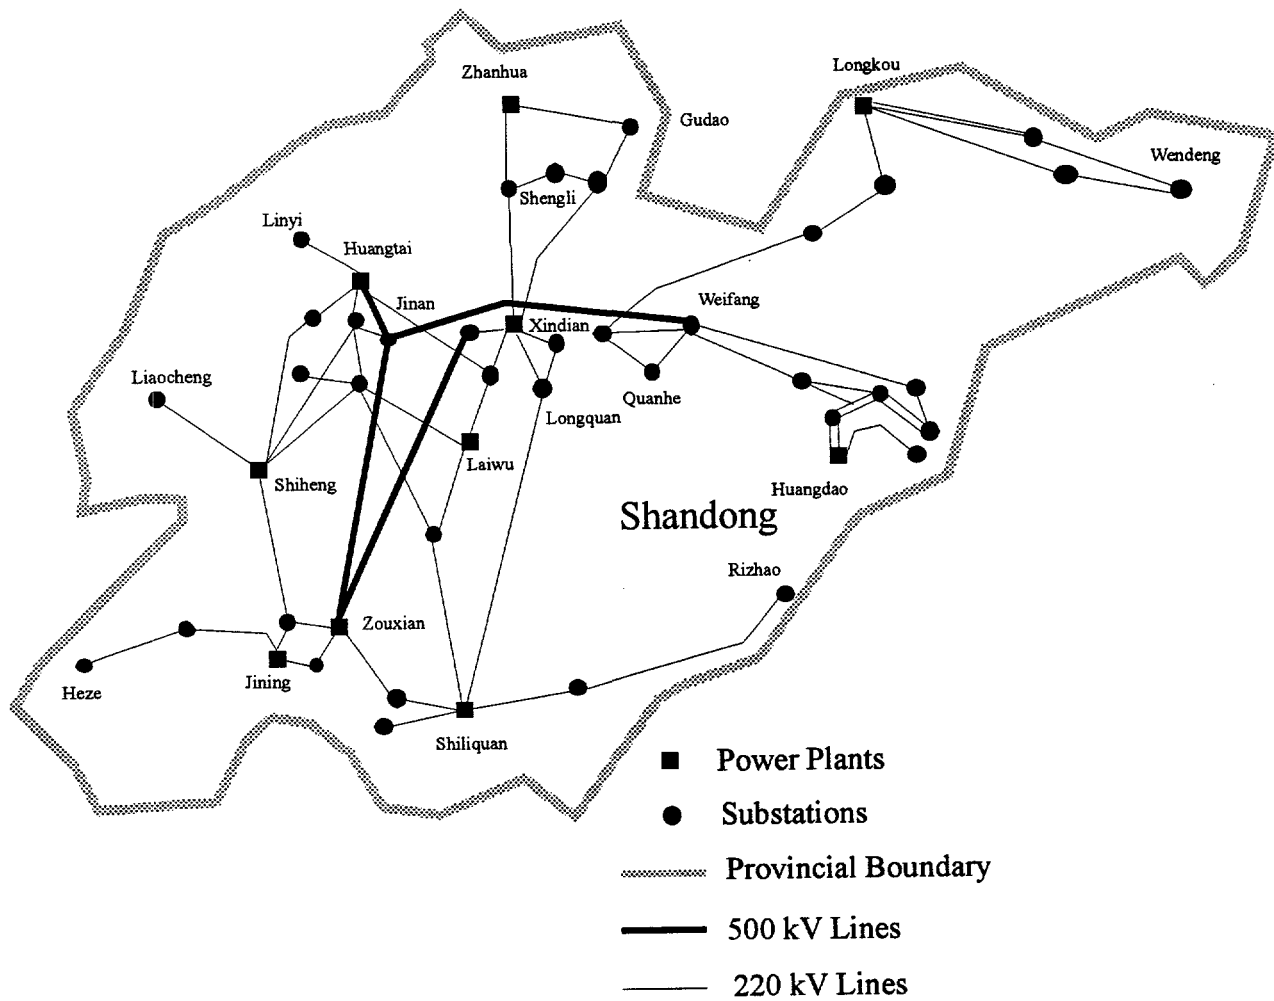 Zhanhua
Longkou
Gudao
Wendeng
Shengli
Linyi
Huangtai
Jinan
Weifang
Xindian
Liaocheng
Quanhe
Longquan
Laiwu
Shiheng
Huangdao
Shandong
Rizhao
Zouxian
Jining
Heze
Shiliquan
Power Plants
Substations
Provincial Boundary
500 kV Lines
220 kV Lines